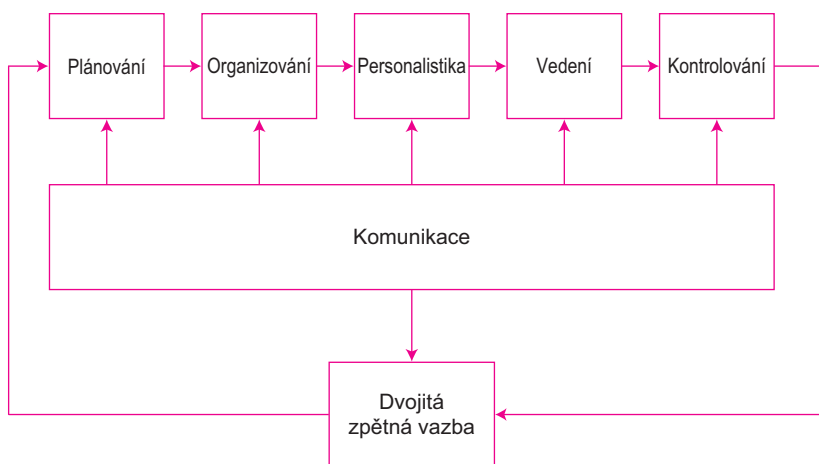 Plánování
Organizování
Personalistika
Vedení
Kontrolování
Komunikace
Dvojitá
zpětná vazba